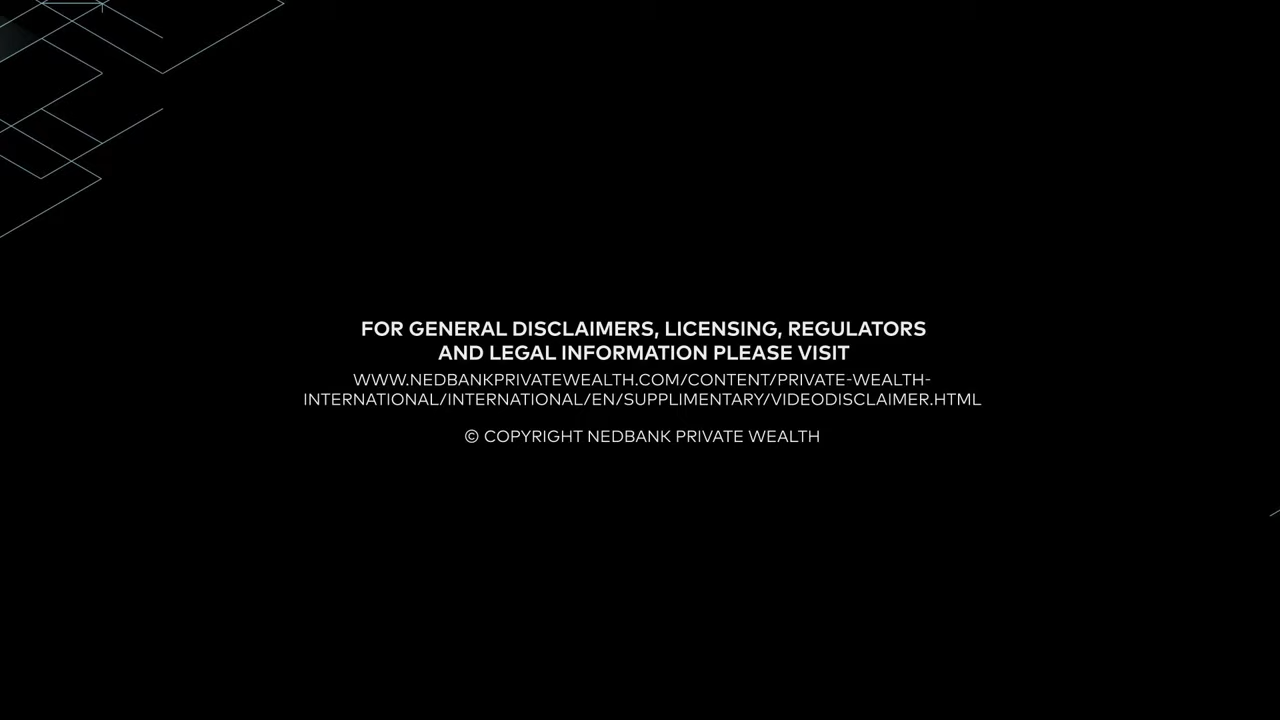 FOR GENERAL DISCLAIMERS, LICENSING, REGULATORS
AND LEGAL INFORMATION PLEASE VISIT
WWW.NEDBANKPRIVATEWEALTH.COM/CONTENT/PRIVATE-WEALTH-
INTERNATIONAL/INTERNATIONAL/EN/SUPPLIMENTARY/VIDEODISCLAIMER.HTML
© COPYRIGHT NEDBANK PRIVATE WEALTH